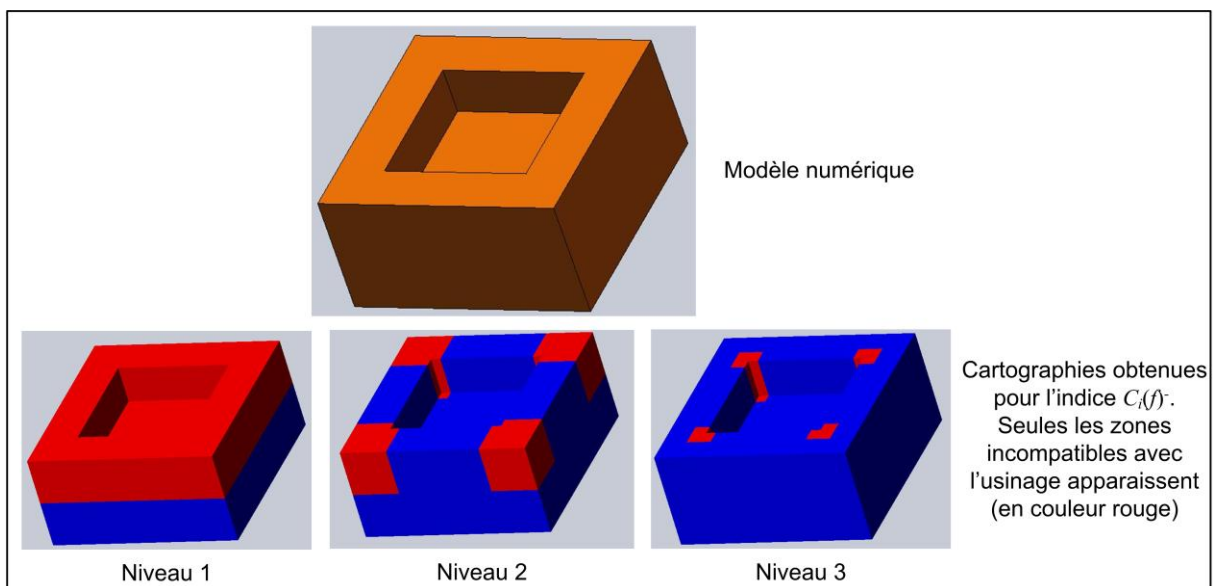 Modèle numérique
Cartographies obtenues
pour l'indice Cᵢ(f)⁻.
Seules les zones
incompatibles avec
l'usinage apparaissent
(en couleur rouge)
Niveau 1
Niveau 2
Niveau 3